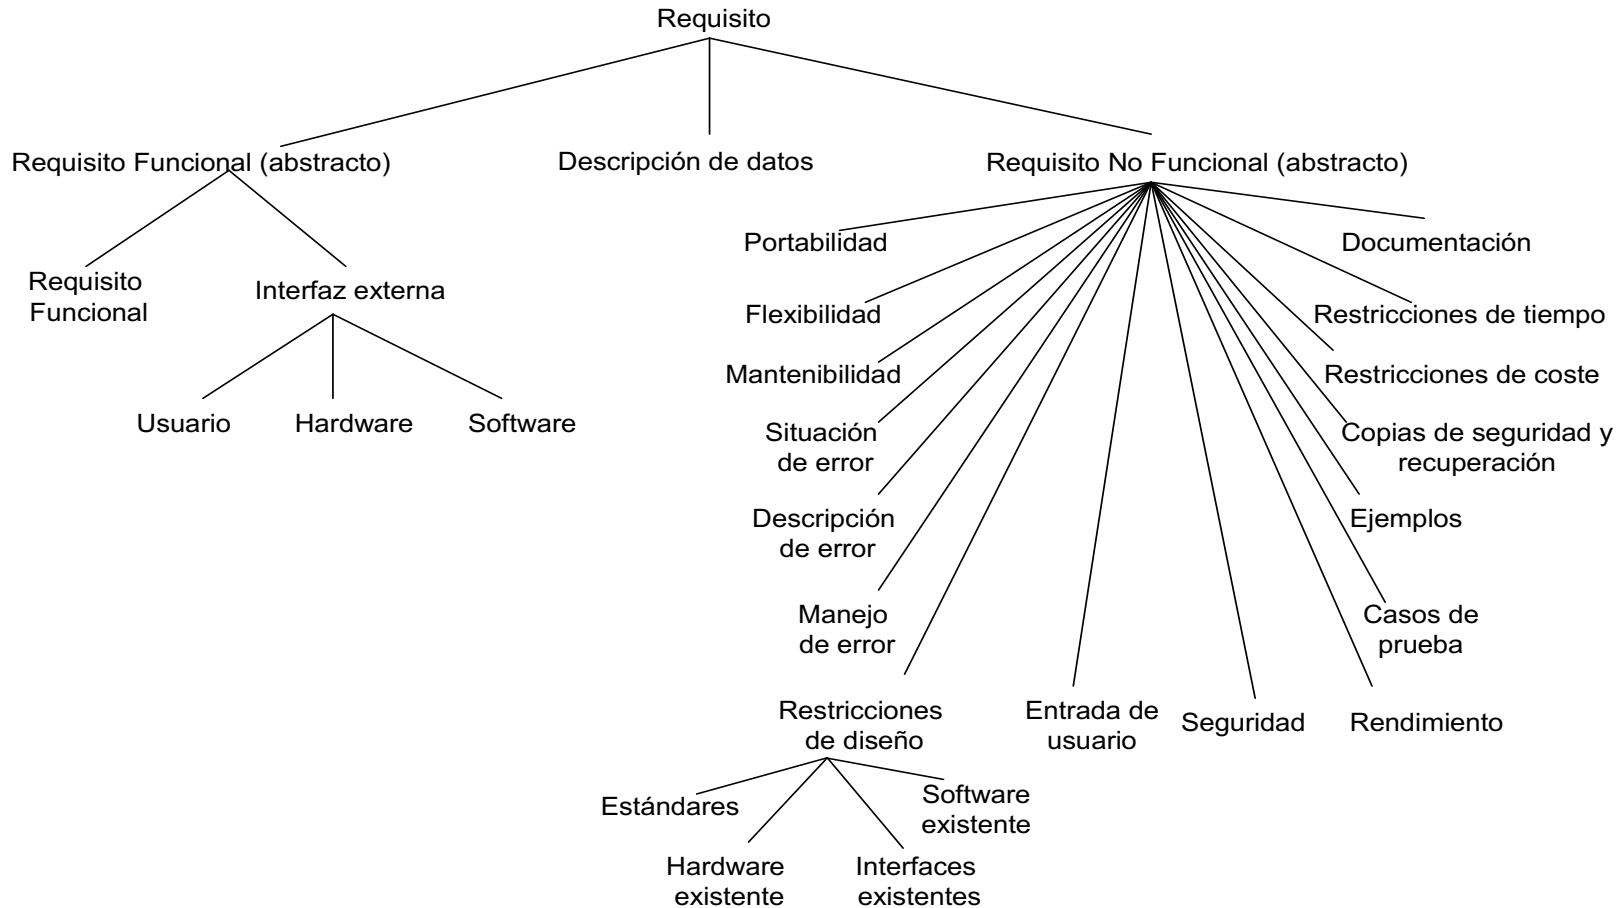 Requisito
Requisito Funcional (abstracto)
Descripción de datos
Requisito No Funcional (abstracto)
Requisito
Funcional
Interfaz externa
Usuario
Hardware
Software
Portabilidad
Flexibilidad
Mantenibilidad
Situación
de error
Descripción
de error
Manejo
de error
Restricciones
de diseño
Estándares
Hardware
existente
Interfaces
existentes
Software
existente
Entrada de
usuario
Seguridad
Rendimiento
Casos de
prueba
Ejemplos
Copias de seguridad y
recuperación
Restricciones de coste
Restricciones de tiempo
Documentación